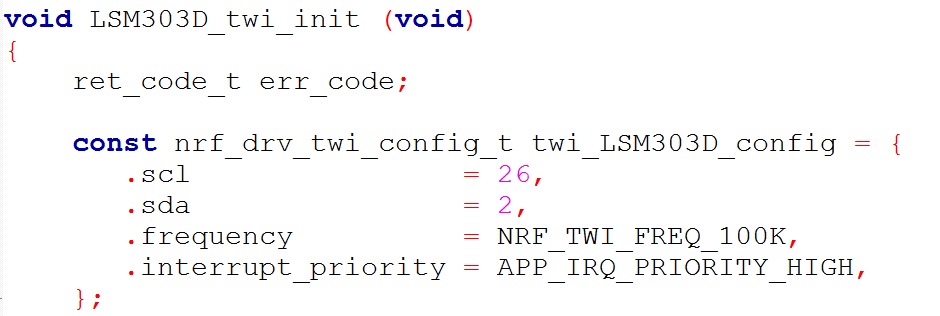 void LSM303D_twi_init (void)
{
    ret_code_t err_code;

    const nrf_drv_twi_config_t twi_LSM303D_config = {
       .scl                = 26,
       .sda                = 2,
       .frequency          = NRF_TWI_FREQ_100K,
       .interrupt_priority = APP_IRQ_PRIORITY_HIGH,
    };